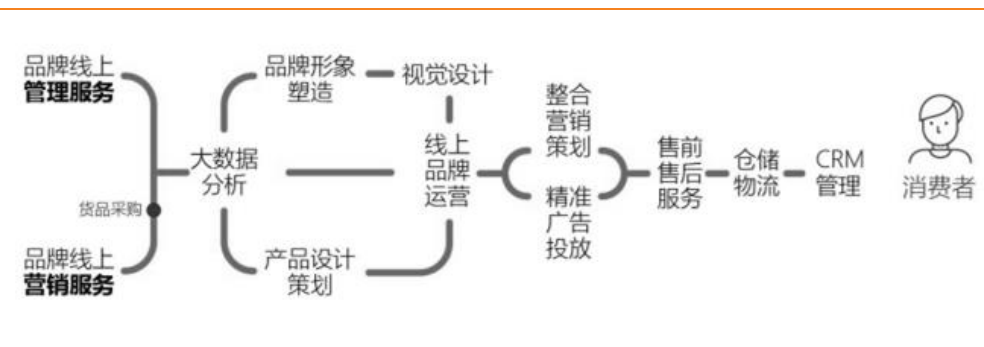 品牌线上
管理服务
货品采购
品牌线上
营销服务
大数据
分析
品牌形象
塑造
视觉设计
产品设计
策划
线上
品牌
运营
整合
营销
策划
精准
广告
投放
售前
售后
服务
仓储
物流
CRM
管理
消费者